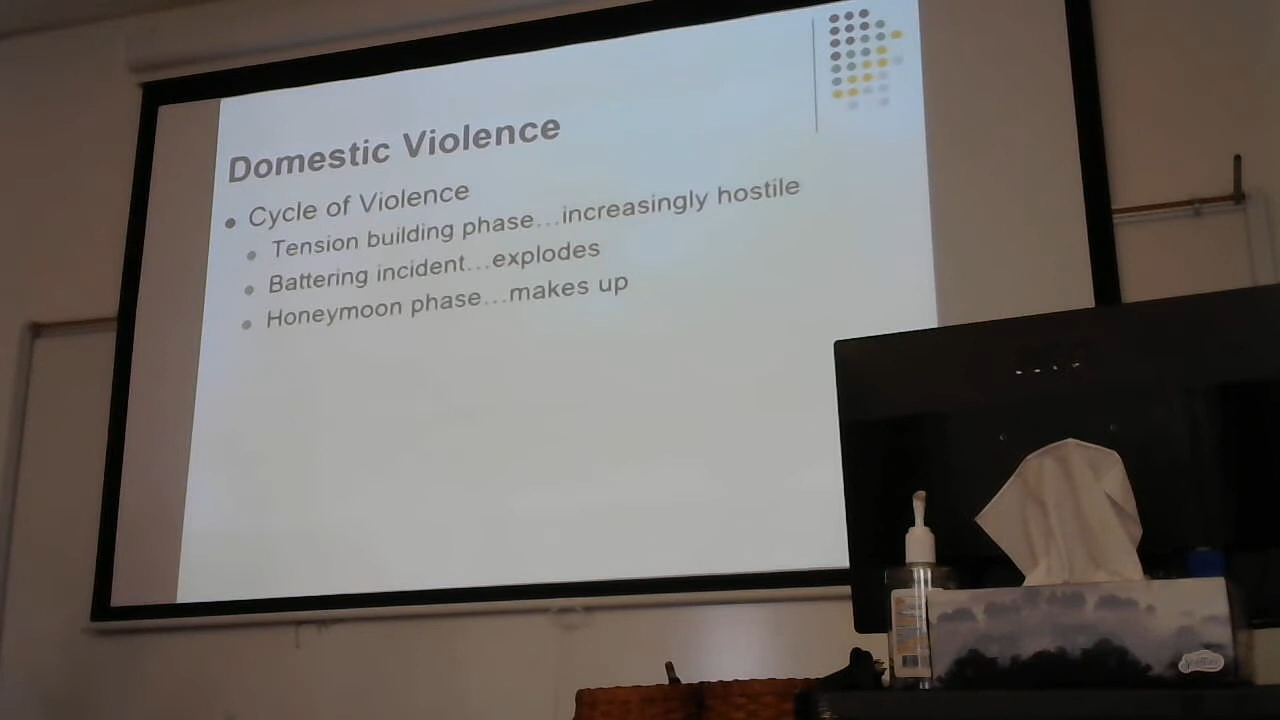 Domestic Violence
Cycle of Violence
Tension building phase…increasingly hostile
Battering incident…explodes
Honeymoon phase…makes up